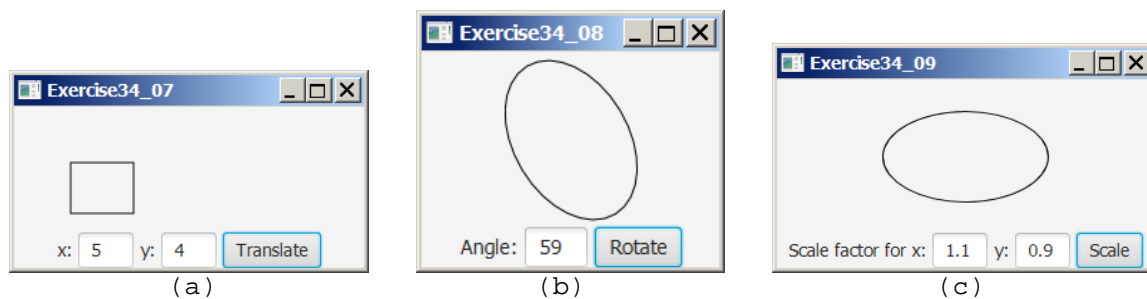 Exercise34_07
x: 5 y: 4 Translate
(a)
Exercise34_08
Angle: 59 Rotate
(b)
Exercise34_09
Scale factor for x: 1.1 y: 0.9 Scale
(c)